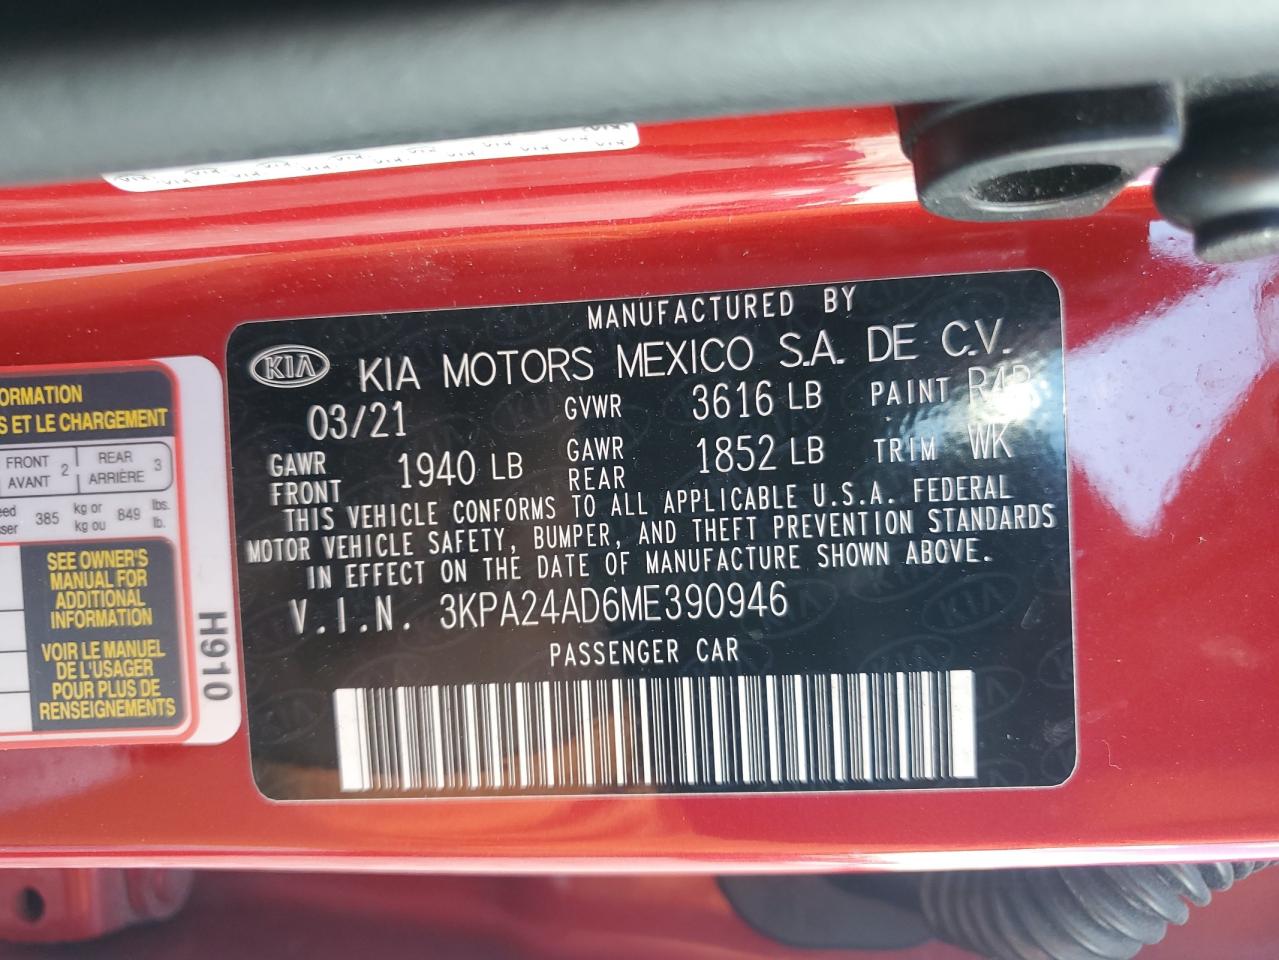 MANUFACTURED BY
KIA KIA MOTORS MEXICO S.A. DE C.V.
03/21 GVWR 3616 LB PAINT R4R
GAWR FRONT 1940 LB GAWR REAR 1852 LB TRIM WK
THIS VEHICLE CONFORMS TO ALL APPLICABLE U.S.A. FEDERAL
MOTOR VEHICLE SAFETY, BUMPER, AND THEFT PREVENTION STANDARDS
IN EFFECT ON THE DATE OF MANUFACTURE SHOWN ABOVE.
V.I.N. 3KPA24AD6ME390946
PASSENGER CAR
ET LE CHARGEMENT
FRONT
AVANT 2
REAR
ARRIÈRE 3
385 kg or
kg ou 849 lbs.
lb.
SEE OWNER'S
MANUAL FOR
ADDITIONAL
INFORMATION
VOIR LE MANUEL
DE L'USAGER
POUR PLUS DE
RENSEIGNEMENTS
H910